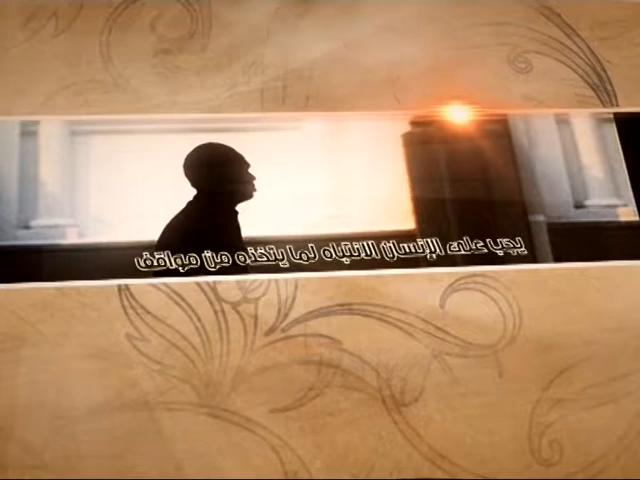 يجب على الإنسان الانتباه لما يتخذه من مواقف